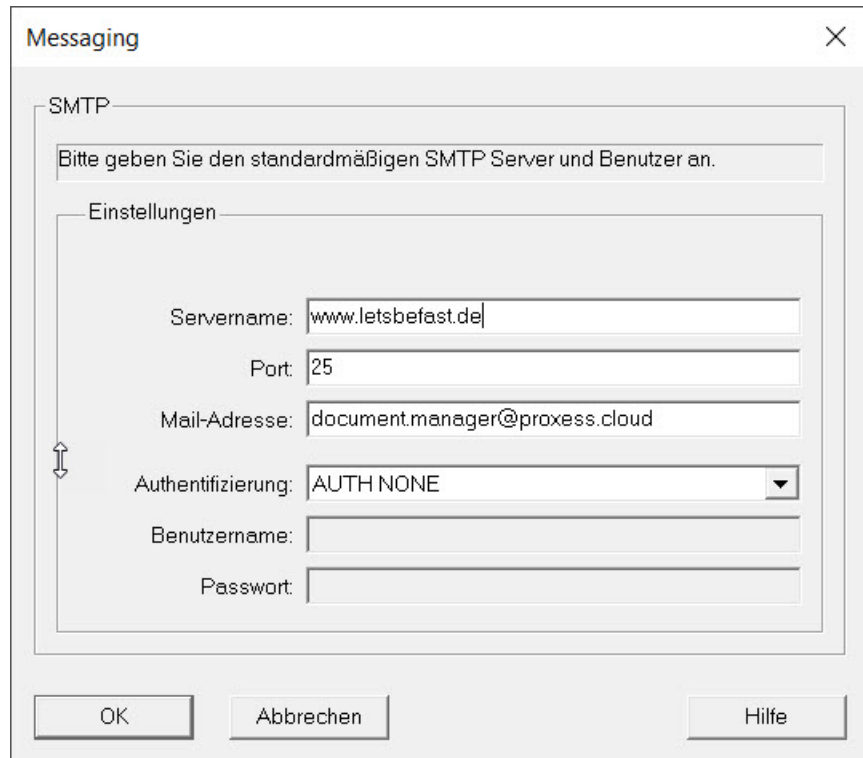 Messaging
SMTP
Bitte geben Sie den standardmäßigen SMTP Server und Benutzer an.
Einstellungen
Servername: www.letsbefast.de
Port: 25
Mail-Adresse: document.manager@proxess.cloud
Authentifizierung: AUTH NONE
Benutzername:
Passwort:
OK Abbrechen Hilfe